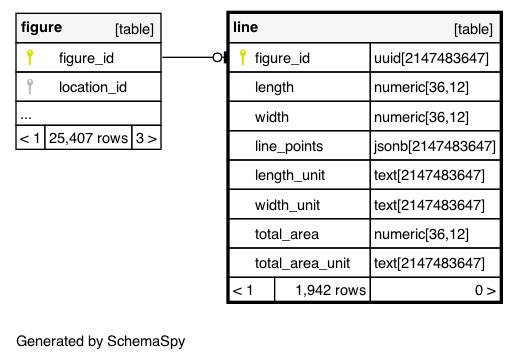 figure [table]
figure_id
location_id
...
< 1 25,407 rows 3 >
line [table]
figure_id uuid[2147483647]
length numeric[36,12]
width numeric[36,12]
line_points jsonb[2147483647]
length_unit text[2147483647]
width_unit text[2147483647]
total_area numeric[36,12]
total_area_unit text[2147483647]
< 1 1,942 rows 0 >
Generated by SchemaSpy